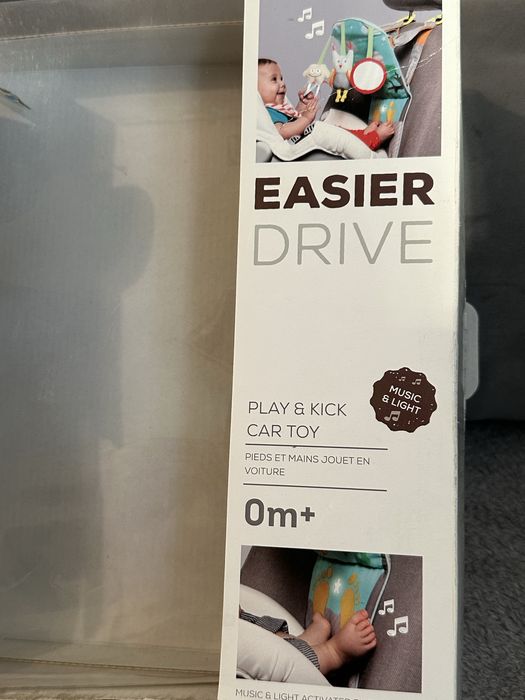 EASIER
DRIVE
MUSIC
& LIGHT
PLAY & KICK
CAR TOY
PIEDS ET MAINS JOUET EN
VOITURE
0m+
MUSIC & LIGHT ACTIVATED